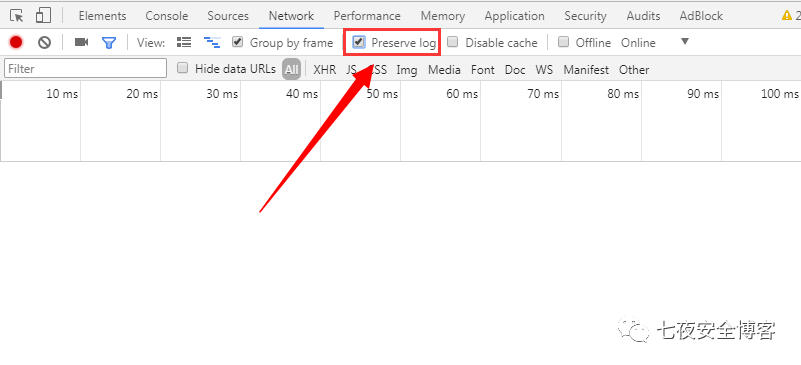 Elements Console Sources Network Performance Memory Application Security Audits AdBlock 2
View: Group by frame Preserve log Disable cache Offline Online
Filter Hide data URLs All XHR JS CSS Img Media Font Doc WS Manifest Other
10 ms 20 ms 30 ms 40 ms 50 ms 60 ms 70 ms 80 ms 90 ms 100 ms
七夜安全博客